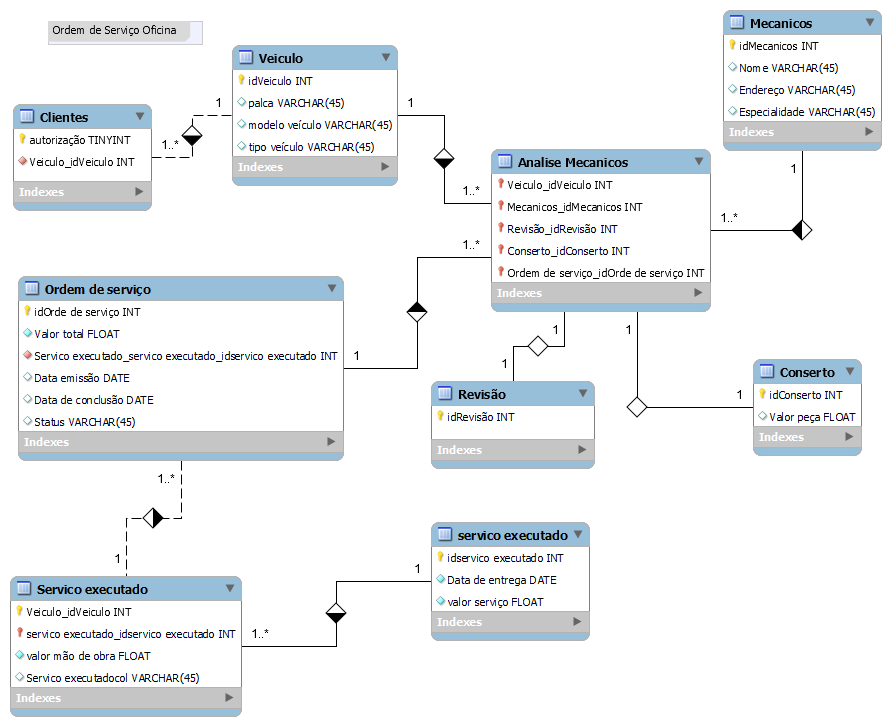 Ordem de Serviço Oficina
Clientes
autorização TINYINT
Veiculo_idVeiculo INT
Indexes
1..*
1
Veiculo
idVeiculo INT
palca VARCHAR(45)
modelo veículo VARCHAR(45)
tipo veículo VARCHAR(45)
Indexes
1
1..*
Mecanicos
idMecanicos INT
Nome VARCHAR(45)
Endereço VARCHAR(45)
Especialidade VARCHAR(45)
Indexes
1
1..*
Analise Mecanicos
Veiculo_idVeiculo INT
Mecanicos_idMecanicos INT
Revisão_idRevisão INT
Conserto_idConserto INT
Ordem de serviço_idOrde de serviço INT
Indexes
1..*
1
Ordem de serviço
idOrde de serviço INT
Valor total FLOAT
Servico executado_servico executado_idservico executado INT
Data emissão DATE
Data de conclusão DATE
Status VARCHAR(45)
Indexes
1
1
Revisão
idRevisão INT
Indexes
1
1
Conserto
idConserto INT
Valor peça FLOAT
Indexes
1..*
1
Servico executado
Veiculo_idVeiculo INT
servico executado_idservico executado INT
valor mão de obra FLOAT
Servico executadocol VARCHAR(45)
Indexes
1..*
1
servico executado
idservico executado INT
Data de entrega DATE
valor serviço FLOAT
Indexes